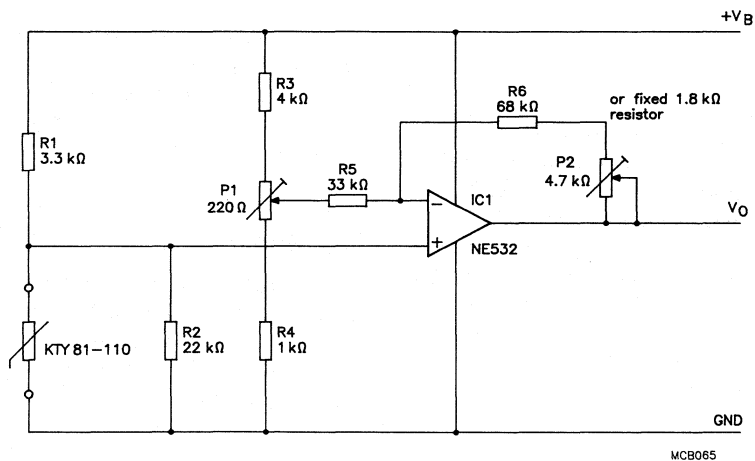 +VB
R3
4 kΩ
R6
68 kΩ
or fixed 1.8 kΩ
resistor
R1
3.3 kΩ
P1
220 Ω
R5
33 kΩ
P2
4.7 kΩ
IC1
−
+
NE532
VO
KTY 81−110
R2
22 kΩ
R4
1 kΩ
GND
MCB065